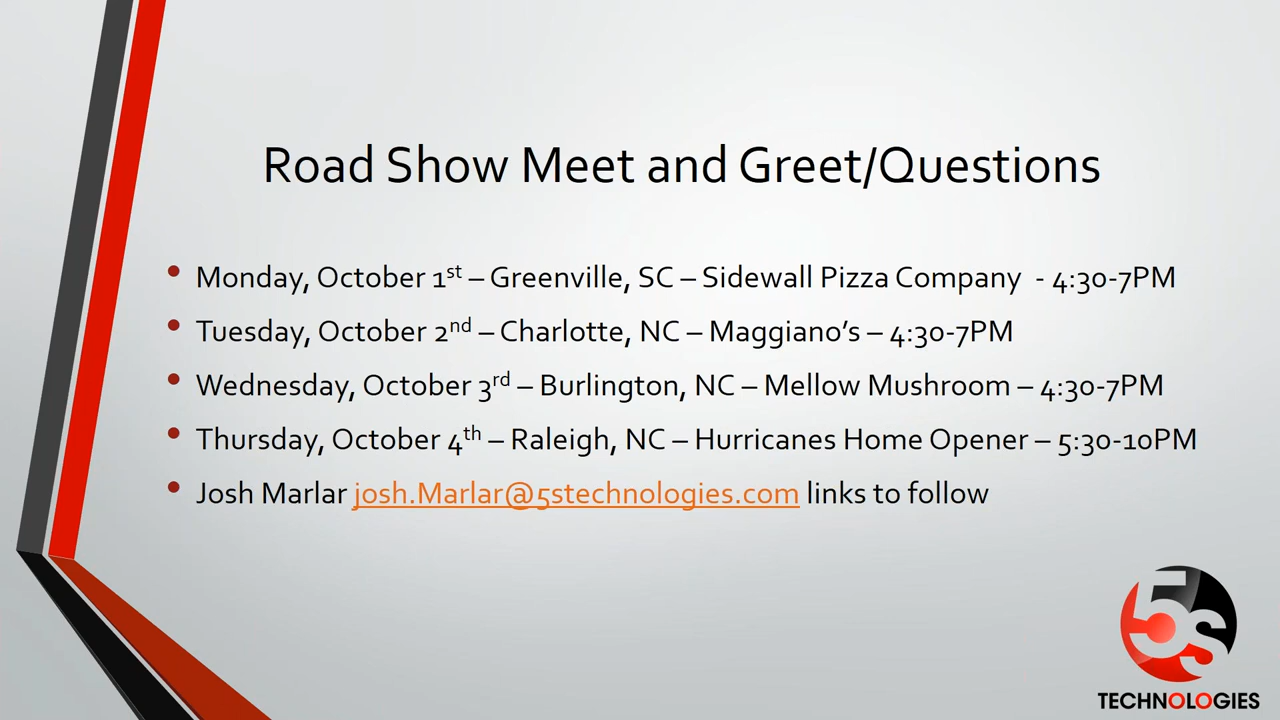 Road Show Meet and Greet/Questions
• Monday, October 1st – Greenville, SC – Sidewall Pizza Company - 4:30-7PM
• Tuesday, October 2nd – Charlotte, NC – Maggiano’s – 4:30-7PM
• Wednesday, October 3rd – Burlington, NC – Mellow Mushroom – 4:30-7PM
• Thursday, October 4th – Raleigh, NC – Hurricanes Home Opener – 5:30-10PM
• Josh Marlar josh.Marlar@5stechnologies.com links to follow
5s
TECHNOLOGIES